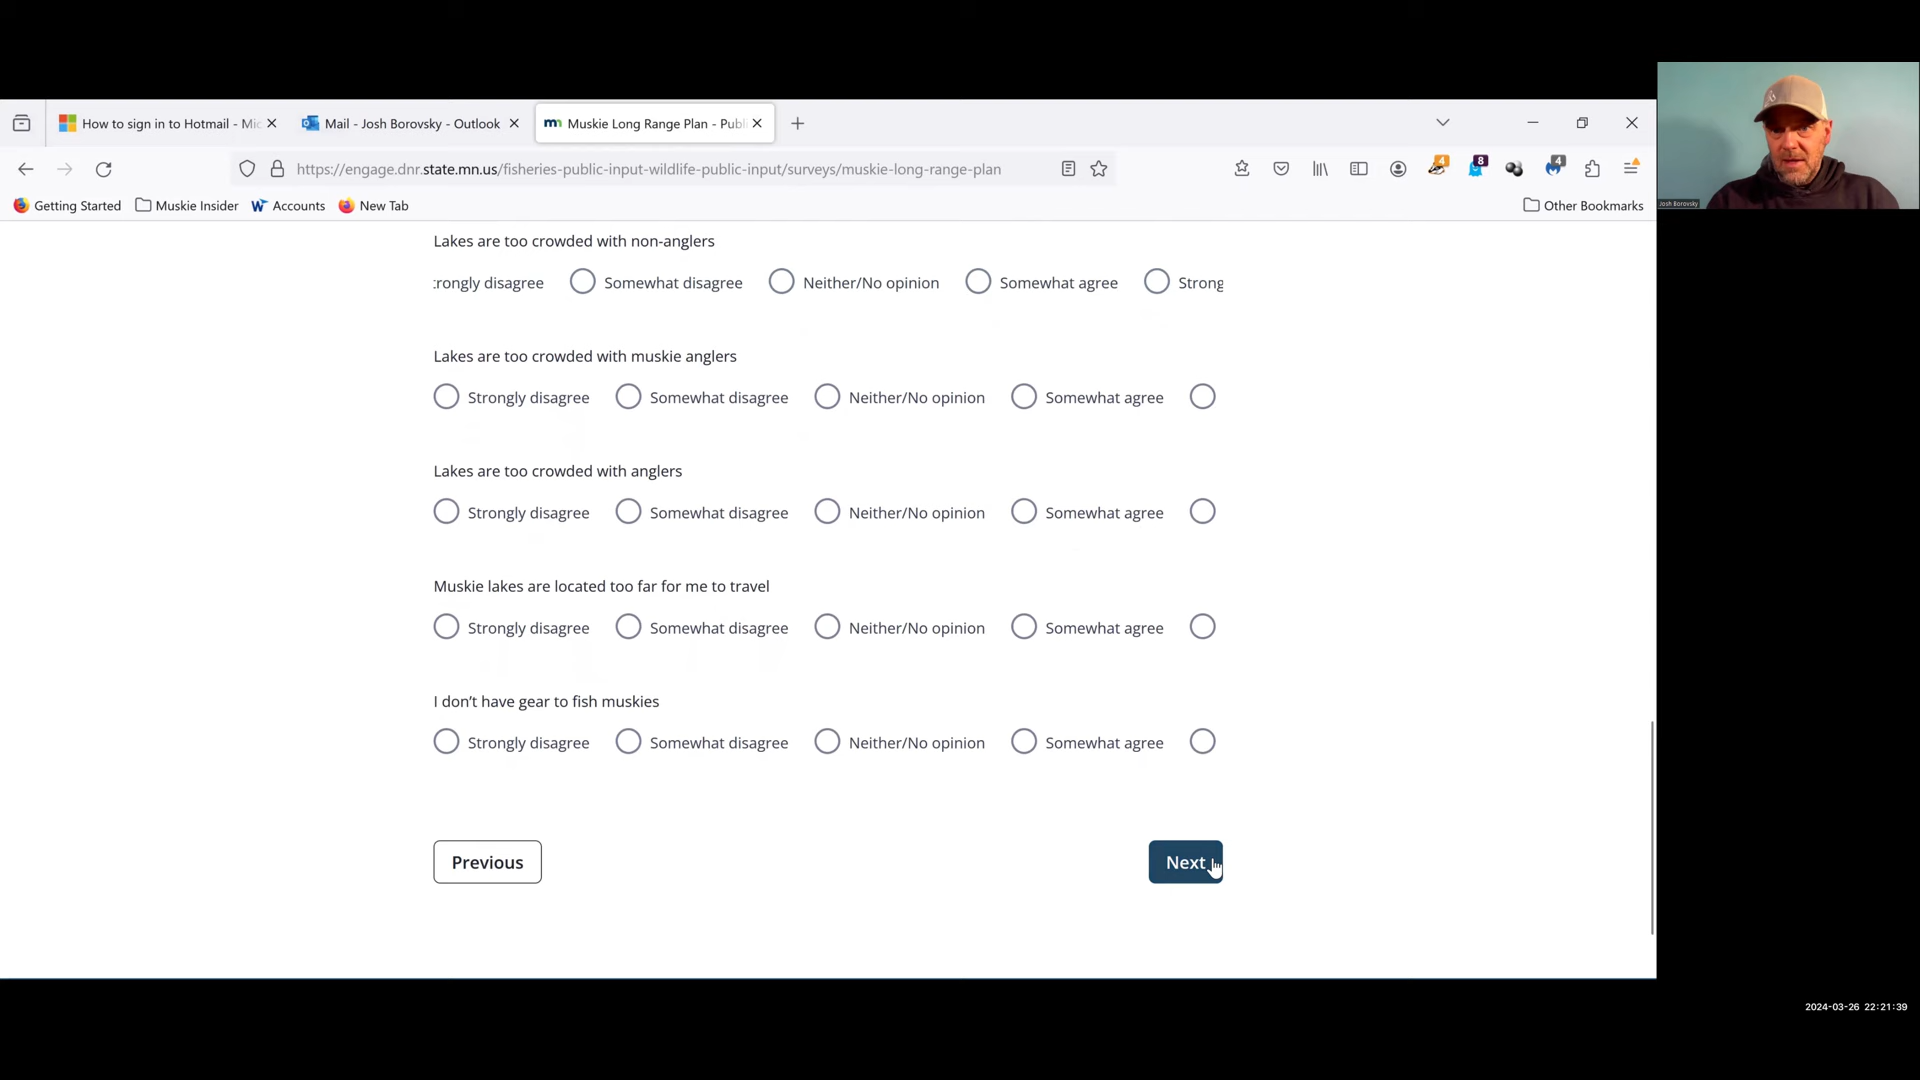 How to sign in to Hotmail - Mic
Mail - Josh Borovsky - Outlook
Muskie Long Range Plan - Publ
https://engage.dnr.state.mn.us/fisheries-public-input-wildlife-public-input/surveys/muskie-long-range-plan
4
8
4
Getting Started
Muskie Insider
Accounts
New Tab
Other Bookmarks
Josh Borovsky
Lakes are too crowded with non-anglers
trongly disagree Somewhat disagree Neither/No opinion Somewhat agree Strong
Lakes are too crowded with muskie anglers
Strongly disagree Somewhat disagree Neither/No opinion Somewhat agree
Lakes are too crowded with anglers
Strongly disagree Somewhat disagree Neither/No opinion Somewhat agree
Muskie lakes are located too far for me to travel
Strongly disagree Somewhat disagree Neither/No opinion Somewhat agree
I don’t have gear to fish muskies
Strongly disagree Somewhat disagree Neither/No opinion Somewhat agree
Previous
Next
2024-03-26 22:21:39